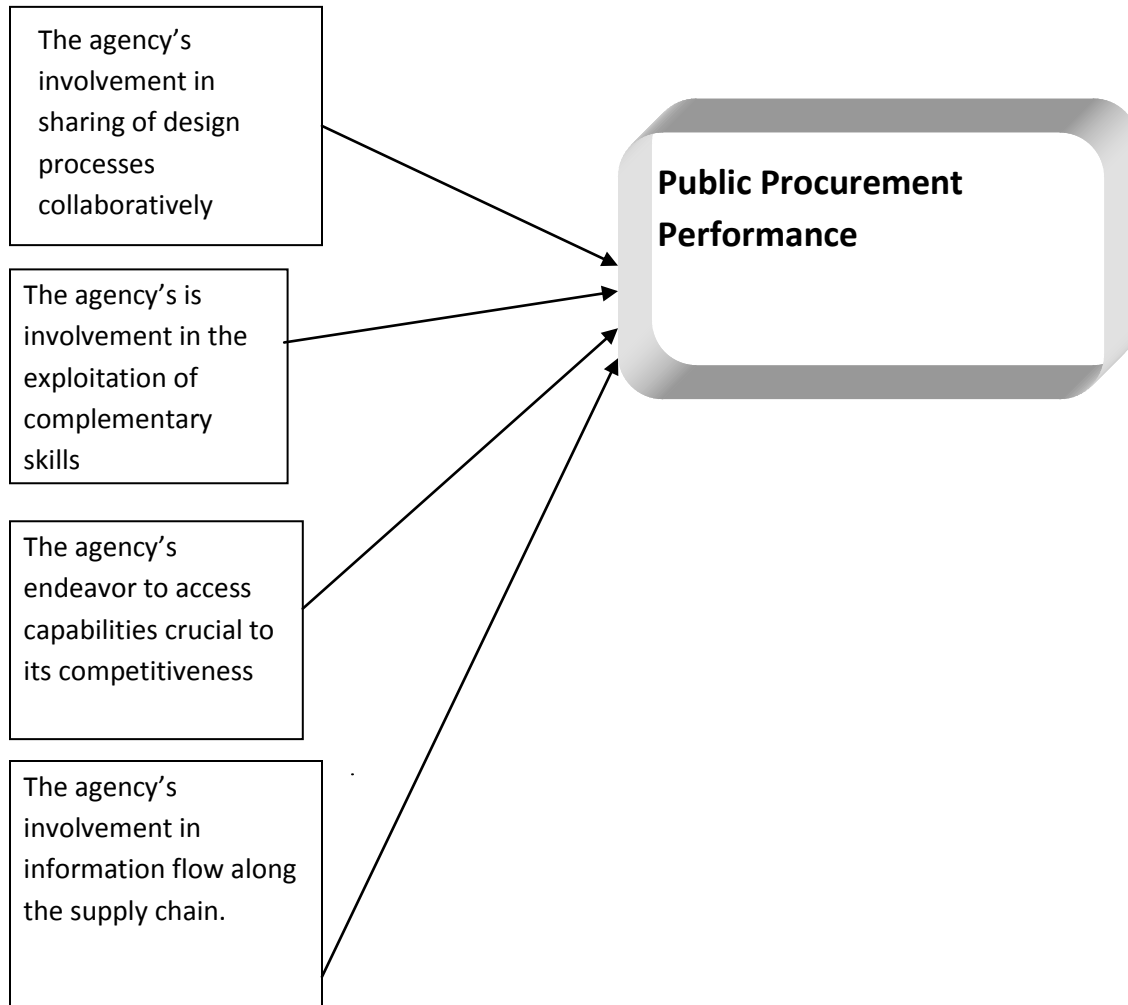 The agency’s
involvement in
sharing of design
processes
collaboratively
Public Procurement
Performance
The agency’s is
involvement in the
exploitation of
complementary
skills
The agency’s
endeavor to access
capabilities crucial to
its competitiveness
.
The agency’s
involvement in
information flow along
the supply chain.